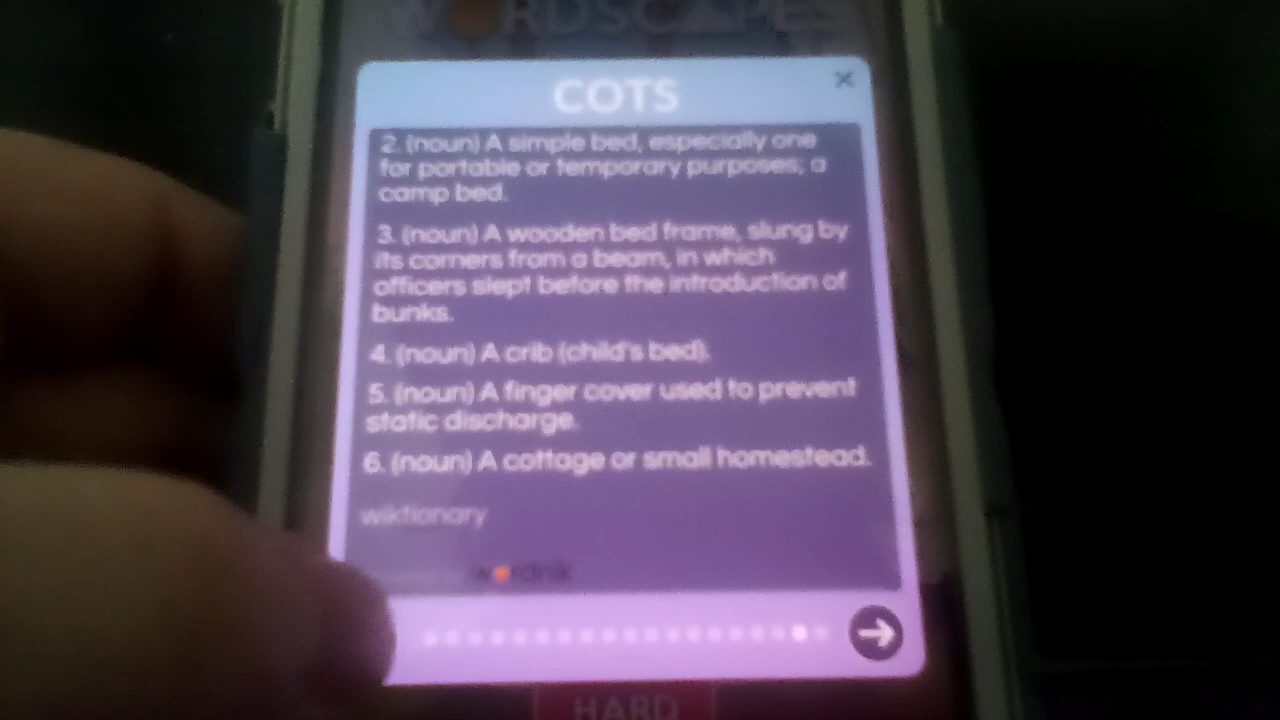 WORDSCAPES
COTS
2. (noun) A simple bed, especially one
for portable or temporary purposes; a
camp bed.
3. (noun) A wooden bed frame, slung by
its corners from a beam, in which
officers slept before the introduction of
bunks.
4. (noun) A crib (child's bed).
5. (noun) A finger cover used to prevent
static discharge.
6. (noun) A cottage or small homestead.
wiktionary
wordnik
HARD